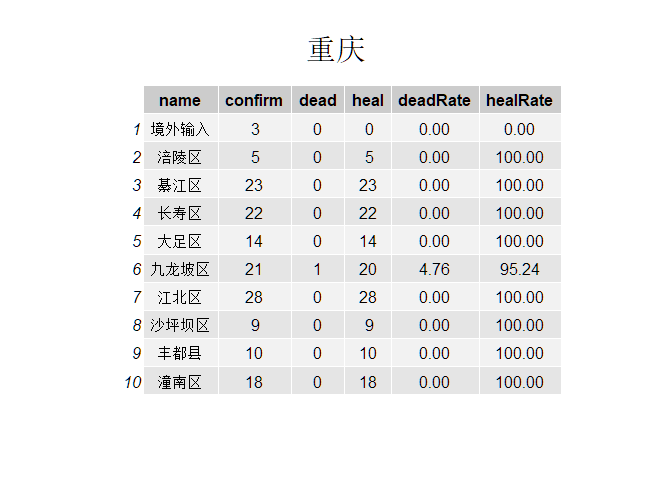 重庆
name confirm dead heal deadRate healRate
1 境外输入 3 0 0 0.00 0.00
2 涪陵区 5 0 5 0.00 100.00
3 綦江区 23 0 23 0.00 100.00
4 长寿区 22 0 22 0.00 100.00
5 大足区 14 0 14 0.00 100.00
6 九龙坡区 21 1 20 4.76 95.24
7 江北区 28 0 28 0.00 100.00
8 沙坪坝区 9 0 9 0.00 100.00
9 丰都县 10 0 10 0.00 100.00
10 潼南区 18 0 18 0.00 100.00